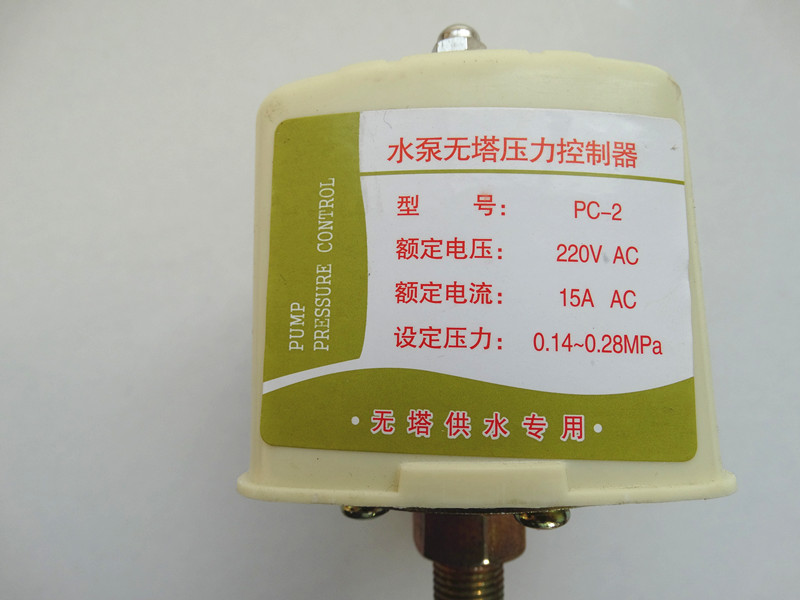 水泵无塔压力控制器
型 号： PC-2
额定电压： 220V AC
额定电流： 15A AC
设定压力： 0.14~0.28MPa
PUMP
PRESSURE CONTROL
·无塔供水专用·